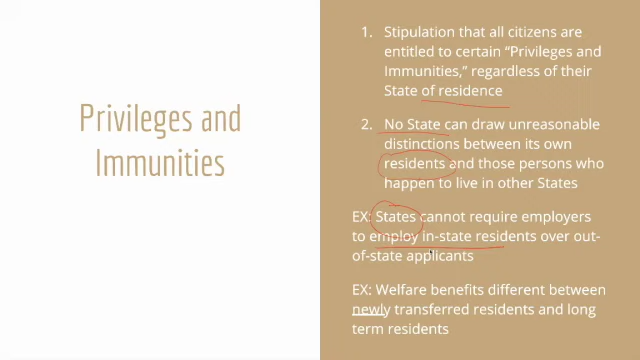 Privileges and
Immunities
1. Stipulation that all citizens are
entitled to certain “Privileges and
Immunities,” regardless of their
State of residence
2. No State can draw unreasonable
distinctions between its own
residents and those persons who
happen to live in other States
EX: States cannot require employers
to employ in-state residents over out-
of-state applicants
EX: Welfare benefits different between
newly transferred residents and long
term residents